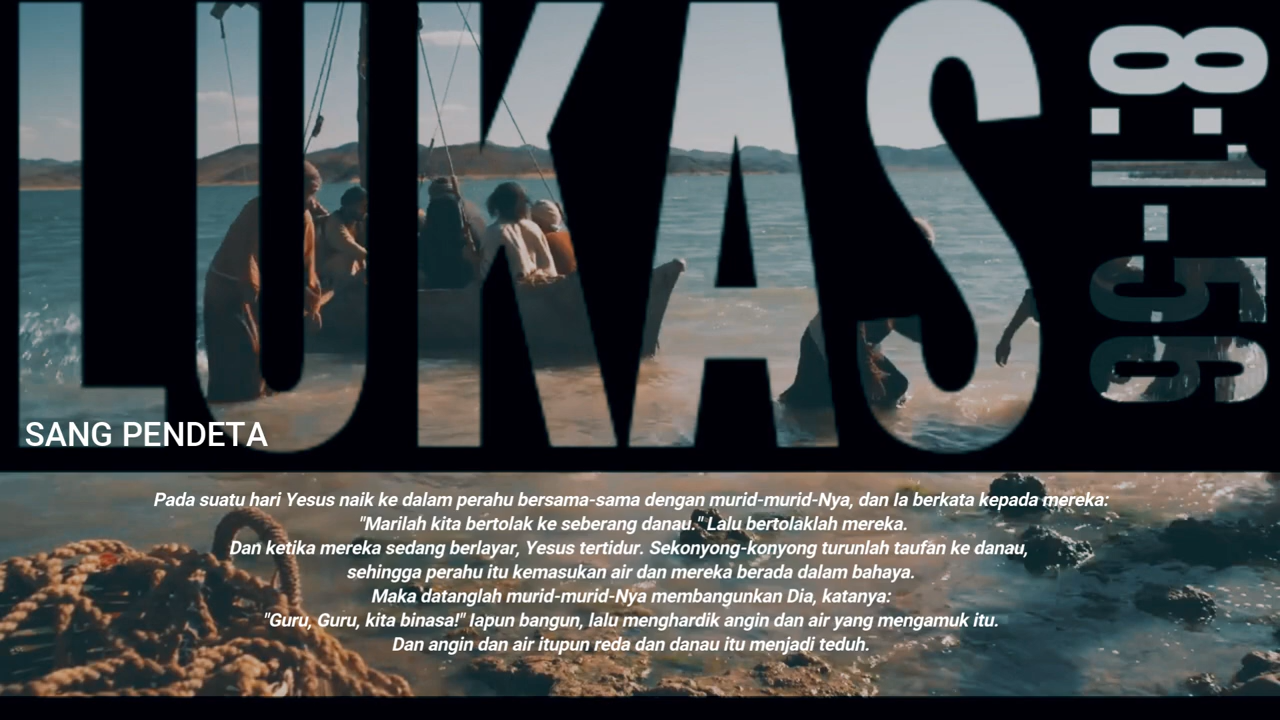 LUKAS
8:1-56
SANG PENDETA
Pada suatu hari Yesus naik ke dalam perahu bersama-sama dengan murid-murid-Nya, dan Ia berkata kepada mereka:
"Marilah kita bertolak ke seberang danau." Lalu bertolaklah mereka.
Dan ketika mereka sedang berlayar, Yesus tertidur. Sekonyong-konyong turunlah taufan ke danau,
sehingga perahu itu kemasukan air dan mereka berada dalam bahaya.
Maka datanglah murid-murid-Nya membangunkan Dia, katanya:
"Guru, Guru, kita binasa!" Iapun bangun, lalu menghardik angin dan air yang mengamuk itu.
Dan angin dan air itupun reda dan danau itu menjadi teduh.